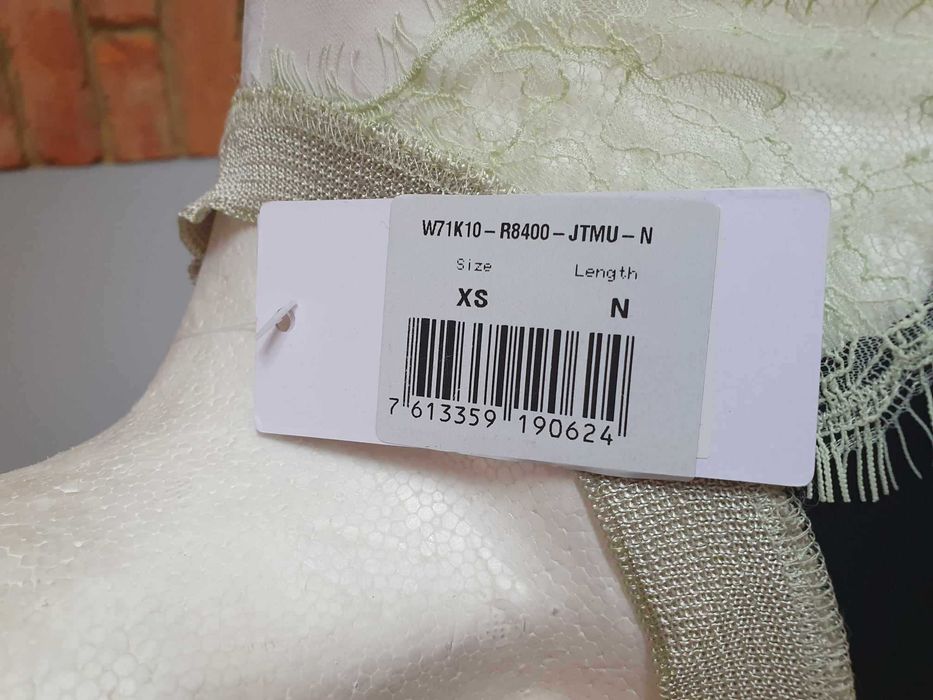 W71K10 – R8400 – JTMU – N
Size Length
XS N
7 613359 190624